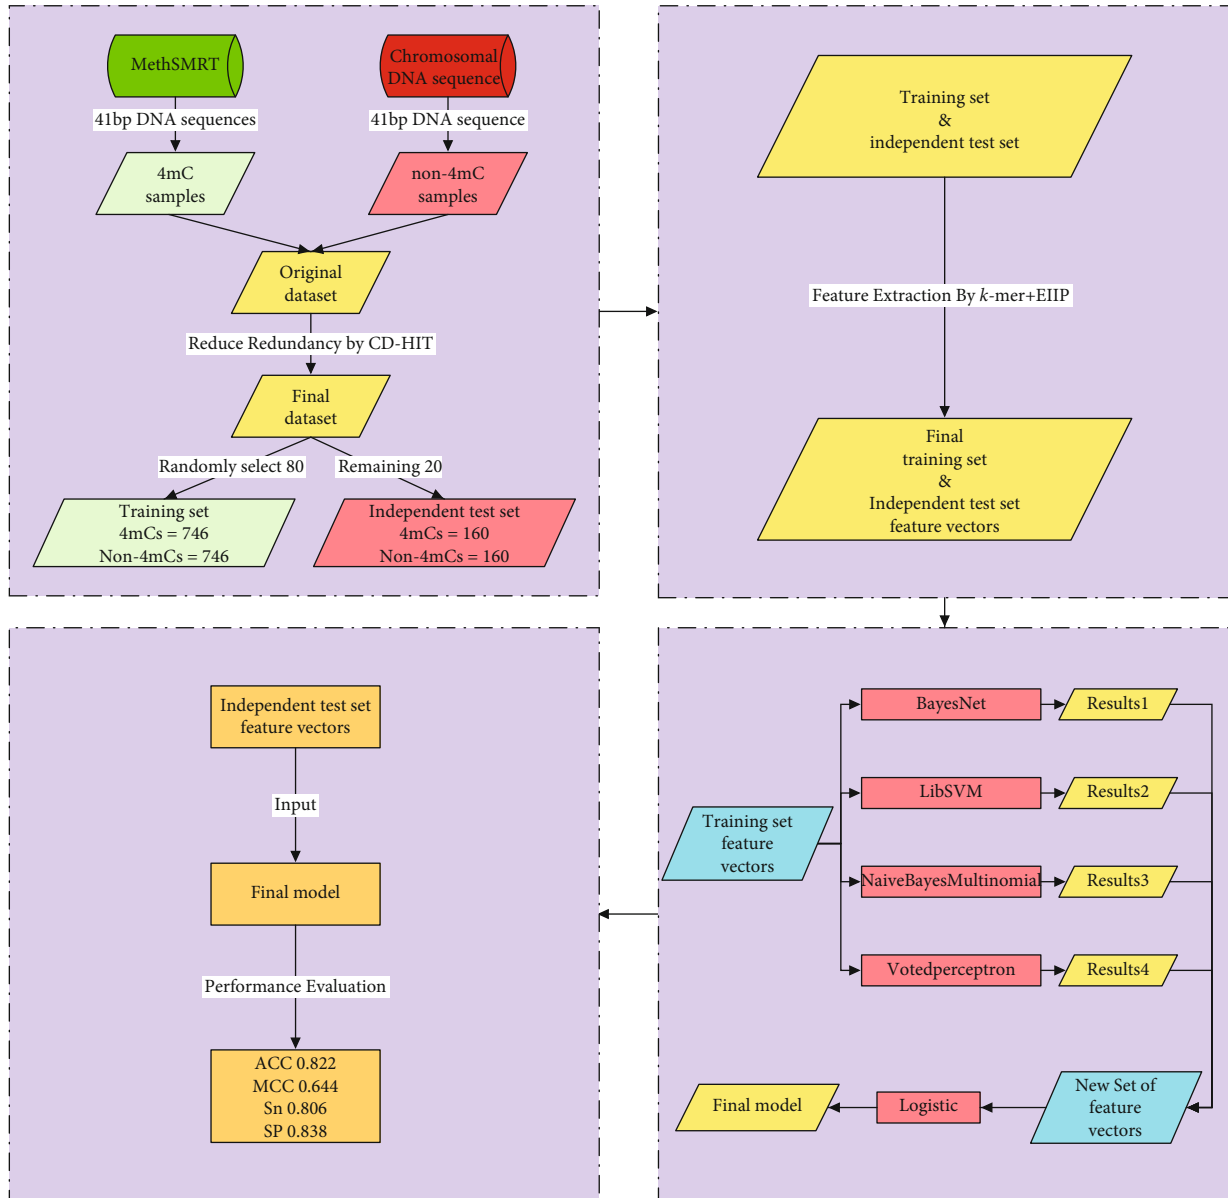 MethSMRT
Chromosomal
DNA sequence
41bp DNA sequences
41bp DNA sequence
4mC
samples
non-4mC
samples
Original
dataset
Reduce Redundancy by CD-HIT
Final
dataset
Randomly select 80
Remaining 20
Training set
4mCs = 746
Non-4mCs = 746
Independent test set
4mCs = 160
Non-4mCs = 160
Training set
&
independent test set
Feature Extraction By k-mer+EIIP
Final
training set
&
Independent test set
feature vectors
Independent test set
feature vectors
Input
Final model
Performance Evaluation
ACC 0.822
MCC 0.644
Sn 0.806
SP 0.838
Training set
feature
vectors
BayesNet
Results1
LibSVM
Results2
NaiveBayesMultinomial
Results3
Votedperceptron
Results4
New Set of
feature
vectors
Logistic
Final model